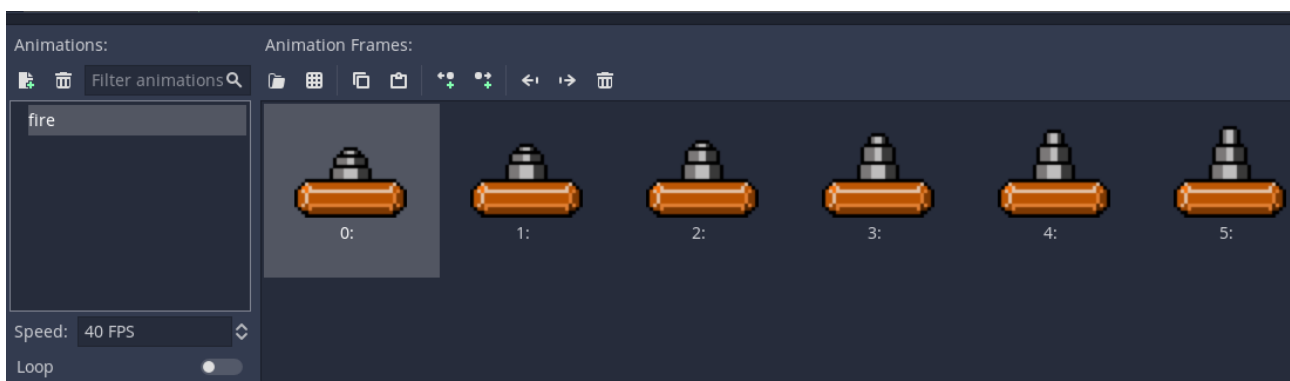 Animations: Animation Frames:
Filter animations
fire
0: 1: 2: 3: 4: 5:
Speed: 40 FPS
Loop